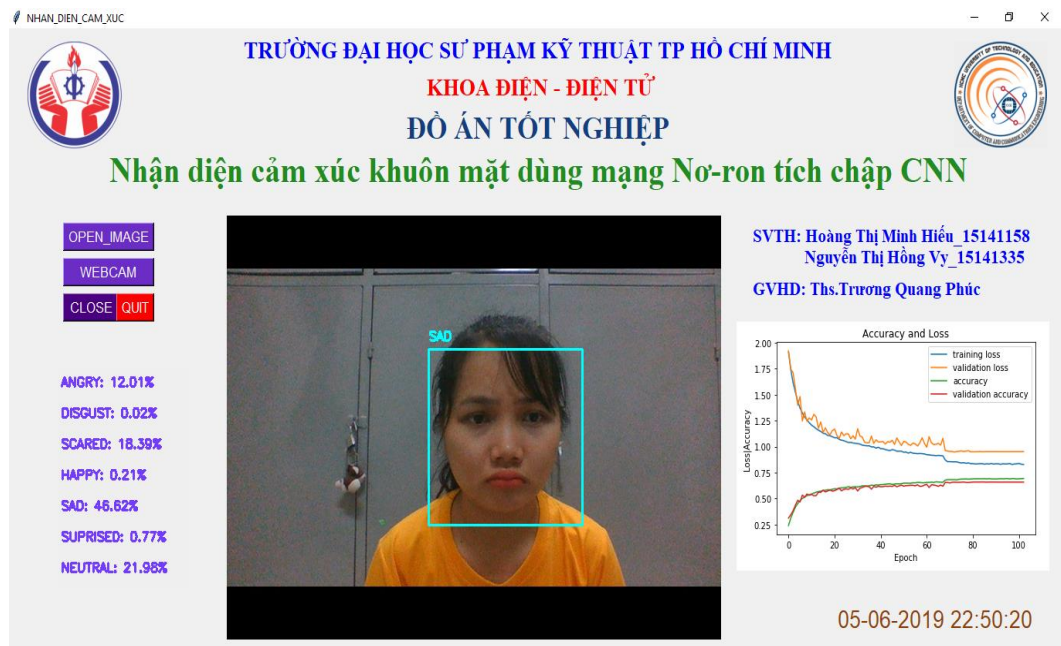 NHAN_DIEN_CAM_XUC
TRƯỜNG ĐẠI HỌC SƯ PHẠM KỸ THUẬT TP HỒ CHÍ MINH
KHOA ĐIỆN - ĐIỆN TỬ
ĐỒ ÁN TỐT NGHIỆP
Nhận diện cảm xúc khuôn mặt dùng mạng Nơ-ron tích chập CNN
OPEN_IMAGE
WEBCAM
CLOSE QUIT
ANGRY: 12.01%
DISGUST: 0.02%
SCARED: 18.39%
HAPPY: 0.21%
SAD: 46.62%
SUPRISED: 0.77%
NEUTRAL: 21.98%
SAD
SVTH: Hoàng Thị Minh Hiếu_15141158
Nguyễn Thị Hồng Vy_15141335
GVHD: Ths.Trương Quang Phúc
Accuracy and Loss
training loss
validation loss
accuracy
validation accuracy
Loss|Accuracy
2.00
1.75
1.50
1.25
1.00
0.75
0.50
0.25
0 20 40 60 80 100
Epoch
05-06-2019 22:50:20